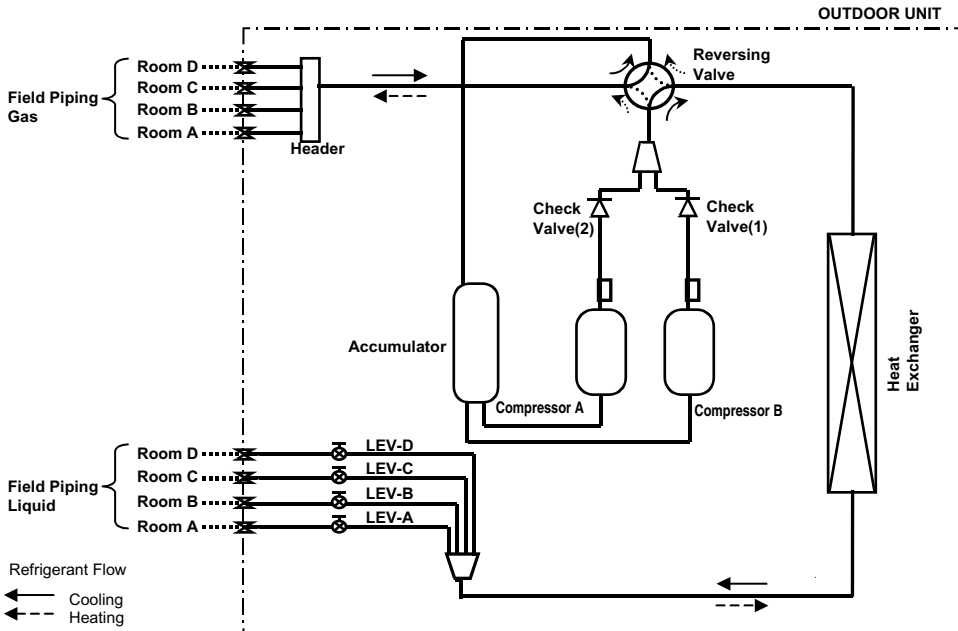 OUTDOOR UNIT
Reversing
Valve
Field Piping
Gas
Room D
Room C
Room B
Room A
Header
Check
Valve(2)
Check
Valve(1)
Accumulator
Compressor A
Compressor B
Heat
Exchanger
Field Piping
Liquid
Room D
Room C
Room B
Room A
LEV-D
LEV-C
LEV-B
LEV-A
Refrigerant Flow
Cooling
Heating